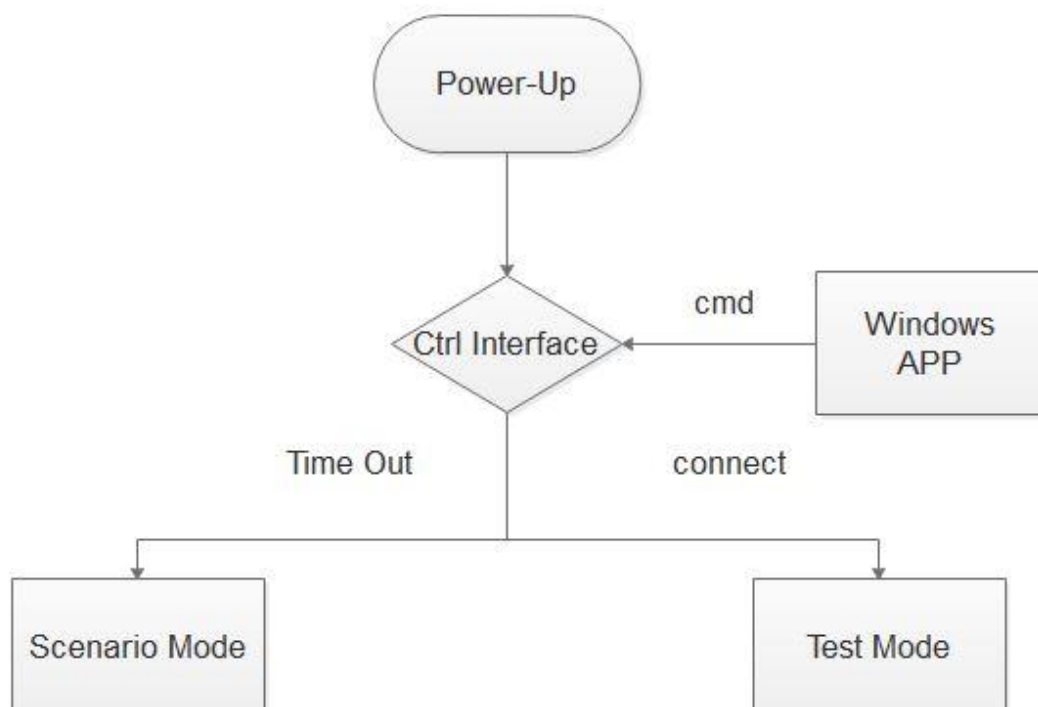 Power-Up
cmd
Windows
APP
Ctrl Interface
Time Out
connect
Scenario Mode
Test Mode